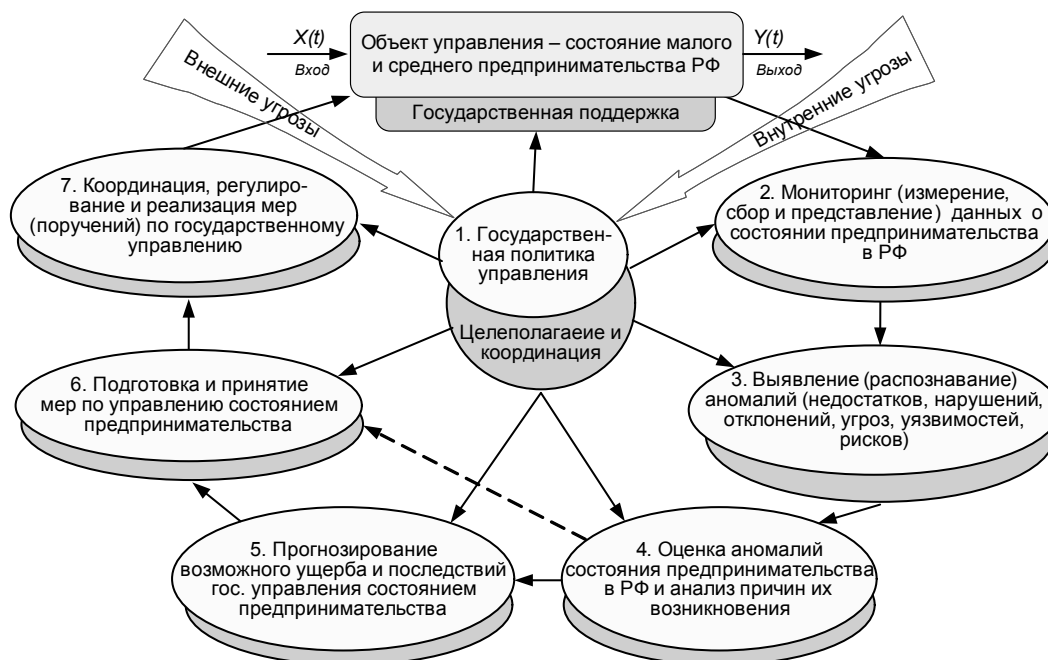 X(t)
Вход
Объект управления – состояние малого
и среднего предпринимательства РФ
Y(t)
Выход
Государственная поддержка
Внешние угрозы
Внутренние угрозы
7. Координация, регулиро-
вание и реализация мер
(поручений) по государственному
управлению
1. Государствен-
ная политика
управления
Целеполагаеие и
координация
2. Мониторинг (измерение,
сбор и представление) данных о
состоянии предпринимательства
в РФ
6. Подготовка и принятие
мер по управлению состоянием
предпринимательства
3. Выявление (распознавание)
аномалий (недостатков, нарушений,
отклонений, угроз, уязвимостей,
рисков)
5. Прогнозирование
возможного ущерба и последствий
гос. управления состоянием
предпринимательства
4. Оценка аномалий
состояния предпринимательства
в РФ и анализ причин их
возникновения